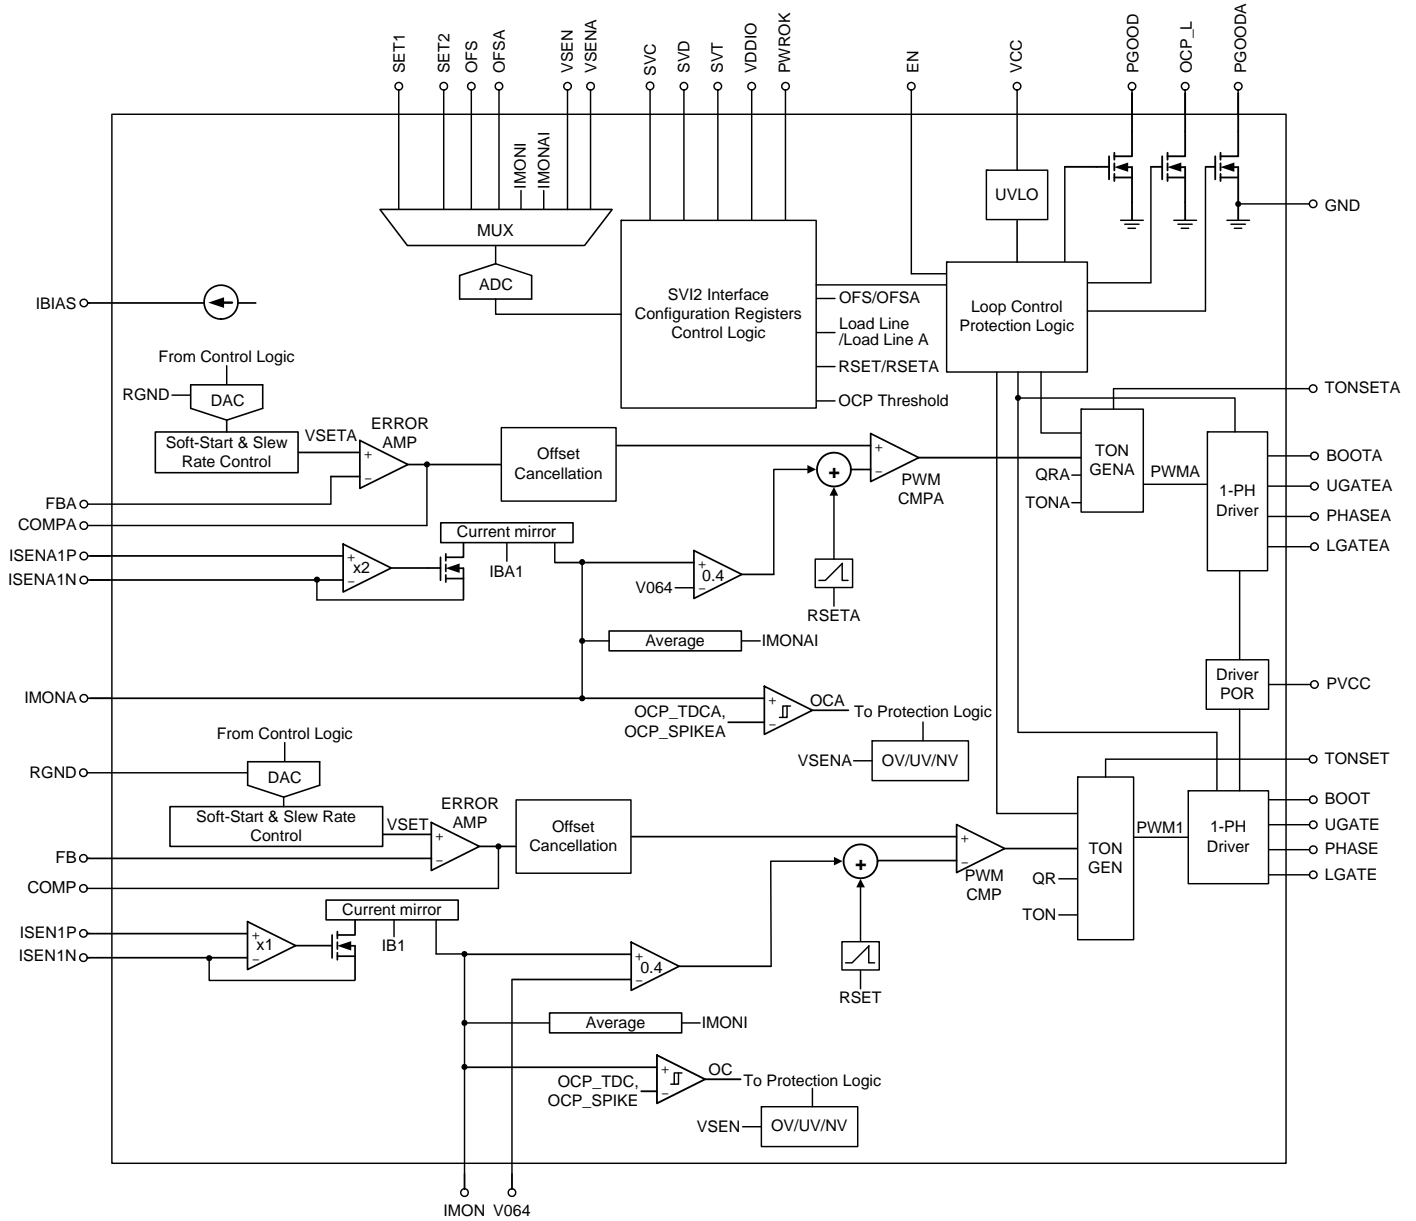 SET1
SET2
OFS
OFSA
VSEN
VSENA
SVC
SVD
SVT
VDDIO
PWROK
EN
VCC
PGOOD
OCP_L
PGOODA
IMONI
IMONAI
MUX
ADC
UVLO
GND
IBIAS
SVI2 Interface
Configuration Registers
Control Logic
OFS/OFSA
Load Line
/Load Line A
RSET/RSETA
OCP Threshold
Loop Control
Protection Logic
From Control Logic
RGND
DAC
Soft-Start & Slew
Rate Control
VSETA
ERROR
AMP
+
−
Offset
Cancellation
+
+
−
PWM
CMPA
TON
GENA
QRA
TONA
PWMA
1-PH
Driver
TONSETA
BOOTA
UGATEA
PHASEA
LGATEA
FBA
COMPA
ISENA1P
ISENA1N
+
x2
−
Current mirror
IBA1
V064
+
0.4
−
RSETA
Average
IMONAI
IMONA
OCP_TDCA,
OCP_SPIKEA
+
−
OCA
To Protection Logic
VSENA
OV/UV/NV
Driver
POR
PVCC
From Control Logic
RGND
DAC
Soft-Start & Slew Rate
Control
VSET
ERROR
AMP
+
−
Offset
Cancellation
+
+
−
PWM
CMP
TON
GEN
QR
TON
PWM1
1-PH
Driver
TONSET
BOOT
UGATE
PHASE
LGATE
FB
COMP
ISEN1P
ISEN1N
+
x1
−
Current mirror
IB1
+
0.4
−
RSET
Average
IMONI
OCP_TDC,
OCP_SPIKE
+
−
OC
To Protection Logic
VSEN
OV/UV/NV
IMON
V064